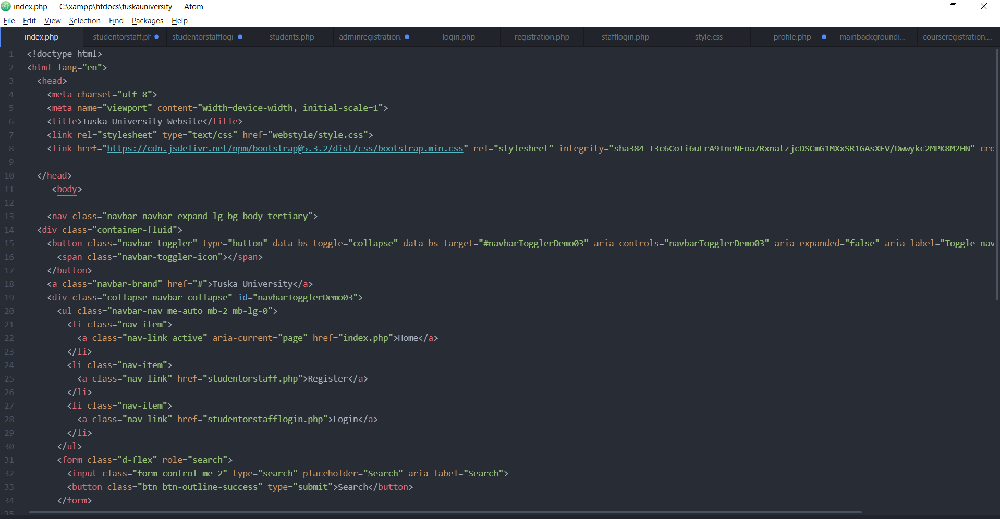 index.php — C:\xampp\htdocs\tuskauniversity — Atom
File Edit View Selection Find Packages Help
index.php studentorstaff.ph studentorstafflogi students.php adminregistration. login.php registration.php stafflogin.php style.css profile.php mainbackgroundi... courseregistration....
1 <!doctype html>
2 <html lang="en">
3 <head>
4 <meta charset="utf-8">
5 <meta name="viewport" content="width=device-width, initial-scale=1">
6 <title>Tuska University Website</title>
7 <link rel="stylesheet" type="text/css" href="webstyle/style.css">
8 <link href="https://cdn.jsdelivr.net/npm/bootstrap@5.3.2/dist/css/bootstrap.min.css" rel="stylesheet" integrity="sha384-T3c6CoIi6uLrA9TneNEoa7RxnatzjcDSCmG1MXxSR1GAsXEV/Dwwykc2MPK8M2HN" cro
9
10 </head>
11 <body>
12
13 <nav class="navbar navbar-expand-lg bg-body-tertiary">
14 <div class="container-fluid">
15 <button class="navbar-toggler" type="button" data-bs-toggle="collapse" data-bs-target="#navbarTogglerDemo03" aria-controls="navbarTogglerDemo03" aria-expanded="false" aria-label="Toggle nav
16 <span class="navbar-toggler-icon"></span>
17 </button>
18 <a class="navbar-brand" href="#">Tuska University</a>
19 <div class="collapse navbar-collapse" id="navbarTogglerDemo03">
20 <ul class="navbar-nav me-auto mb-2 mb-lg-0">
21 <li class="nav-item">
22 <a class="nav-link active" aria-current="page" href="index.php">Home</a>
23 </li>
24 <li class="nav-item">
25 <a class="nav-link" href="studentorstaff.php">Register</a>
26 </li>
27 <li class="nav-item">
28 <a class="nav-link" href="studentorstafflogin.php">Login</a>
29 </li>
30 </ul>
31 <form class="d-flex" role="search">
32 <input class="form-control me-2" type="search" placeholder="Search" aria-label="Search">
33 <button class="btn btn-outline-success" type="submit">Search</button>
34 </form>
35